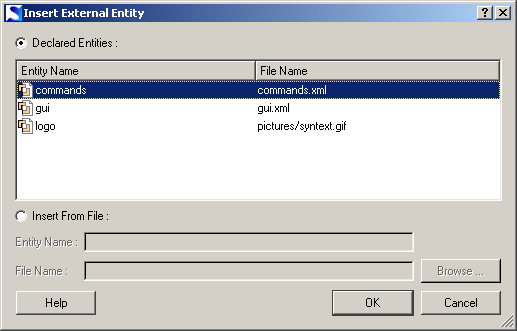 Insert External Entity
Declared Entities :
Entity Name File Name
commands commands.xml
gui gui.xml
logo pictures/syntext.gif
Insert From File :
Entity Name :
File Name : Browse ...
Help OK Cancel